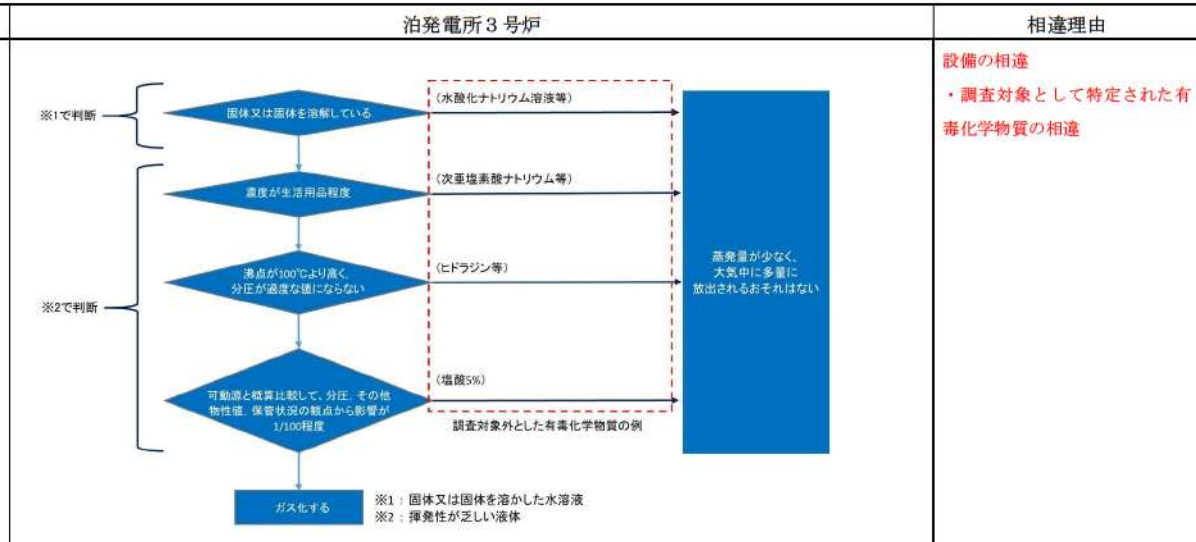 泊発電所3号炉
相違理由
※1で判断
固体又は固体を溶解している
(水酸化ナトリウム溶液等)
濃度が生活用品程度
(次亜塩素酸ナトリウム等)
※2で判断
沸点が100℃より高く、
分圧が過度な値にならない
(ヒドラジン等)
可動源と概算比較して、分圧、その他
物性値、保管状況の観点から影響が
1/100程度
(塩酸5%)
調査対象外とした有毒化学物質の例
蒸発量が少なく、
大気中に多量に
放出されるおそれはない
ガス化する
※1：固体又は固体を溶かした水溶液
※2：揮発性が乏しい液体
設備の相違
・調査対象として特定された有
毒化学物質の相違